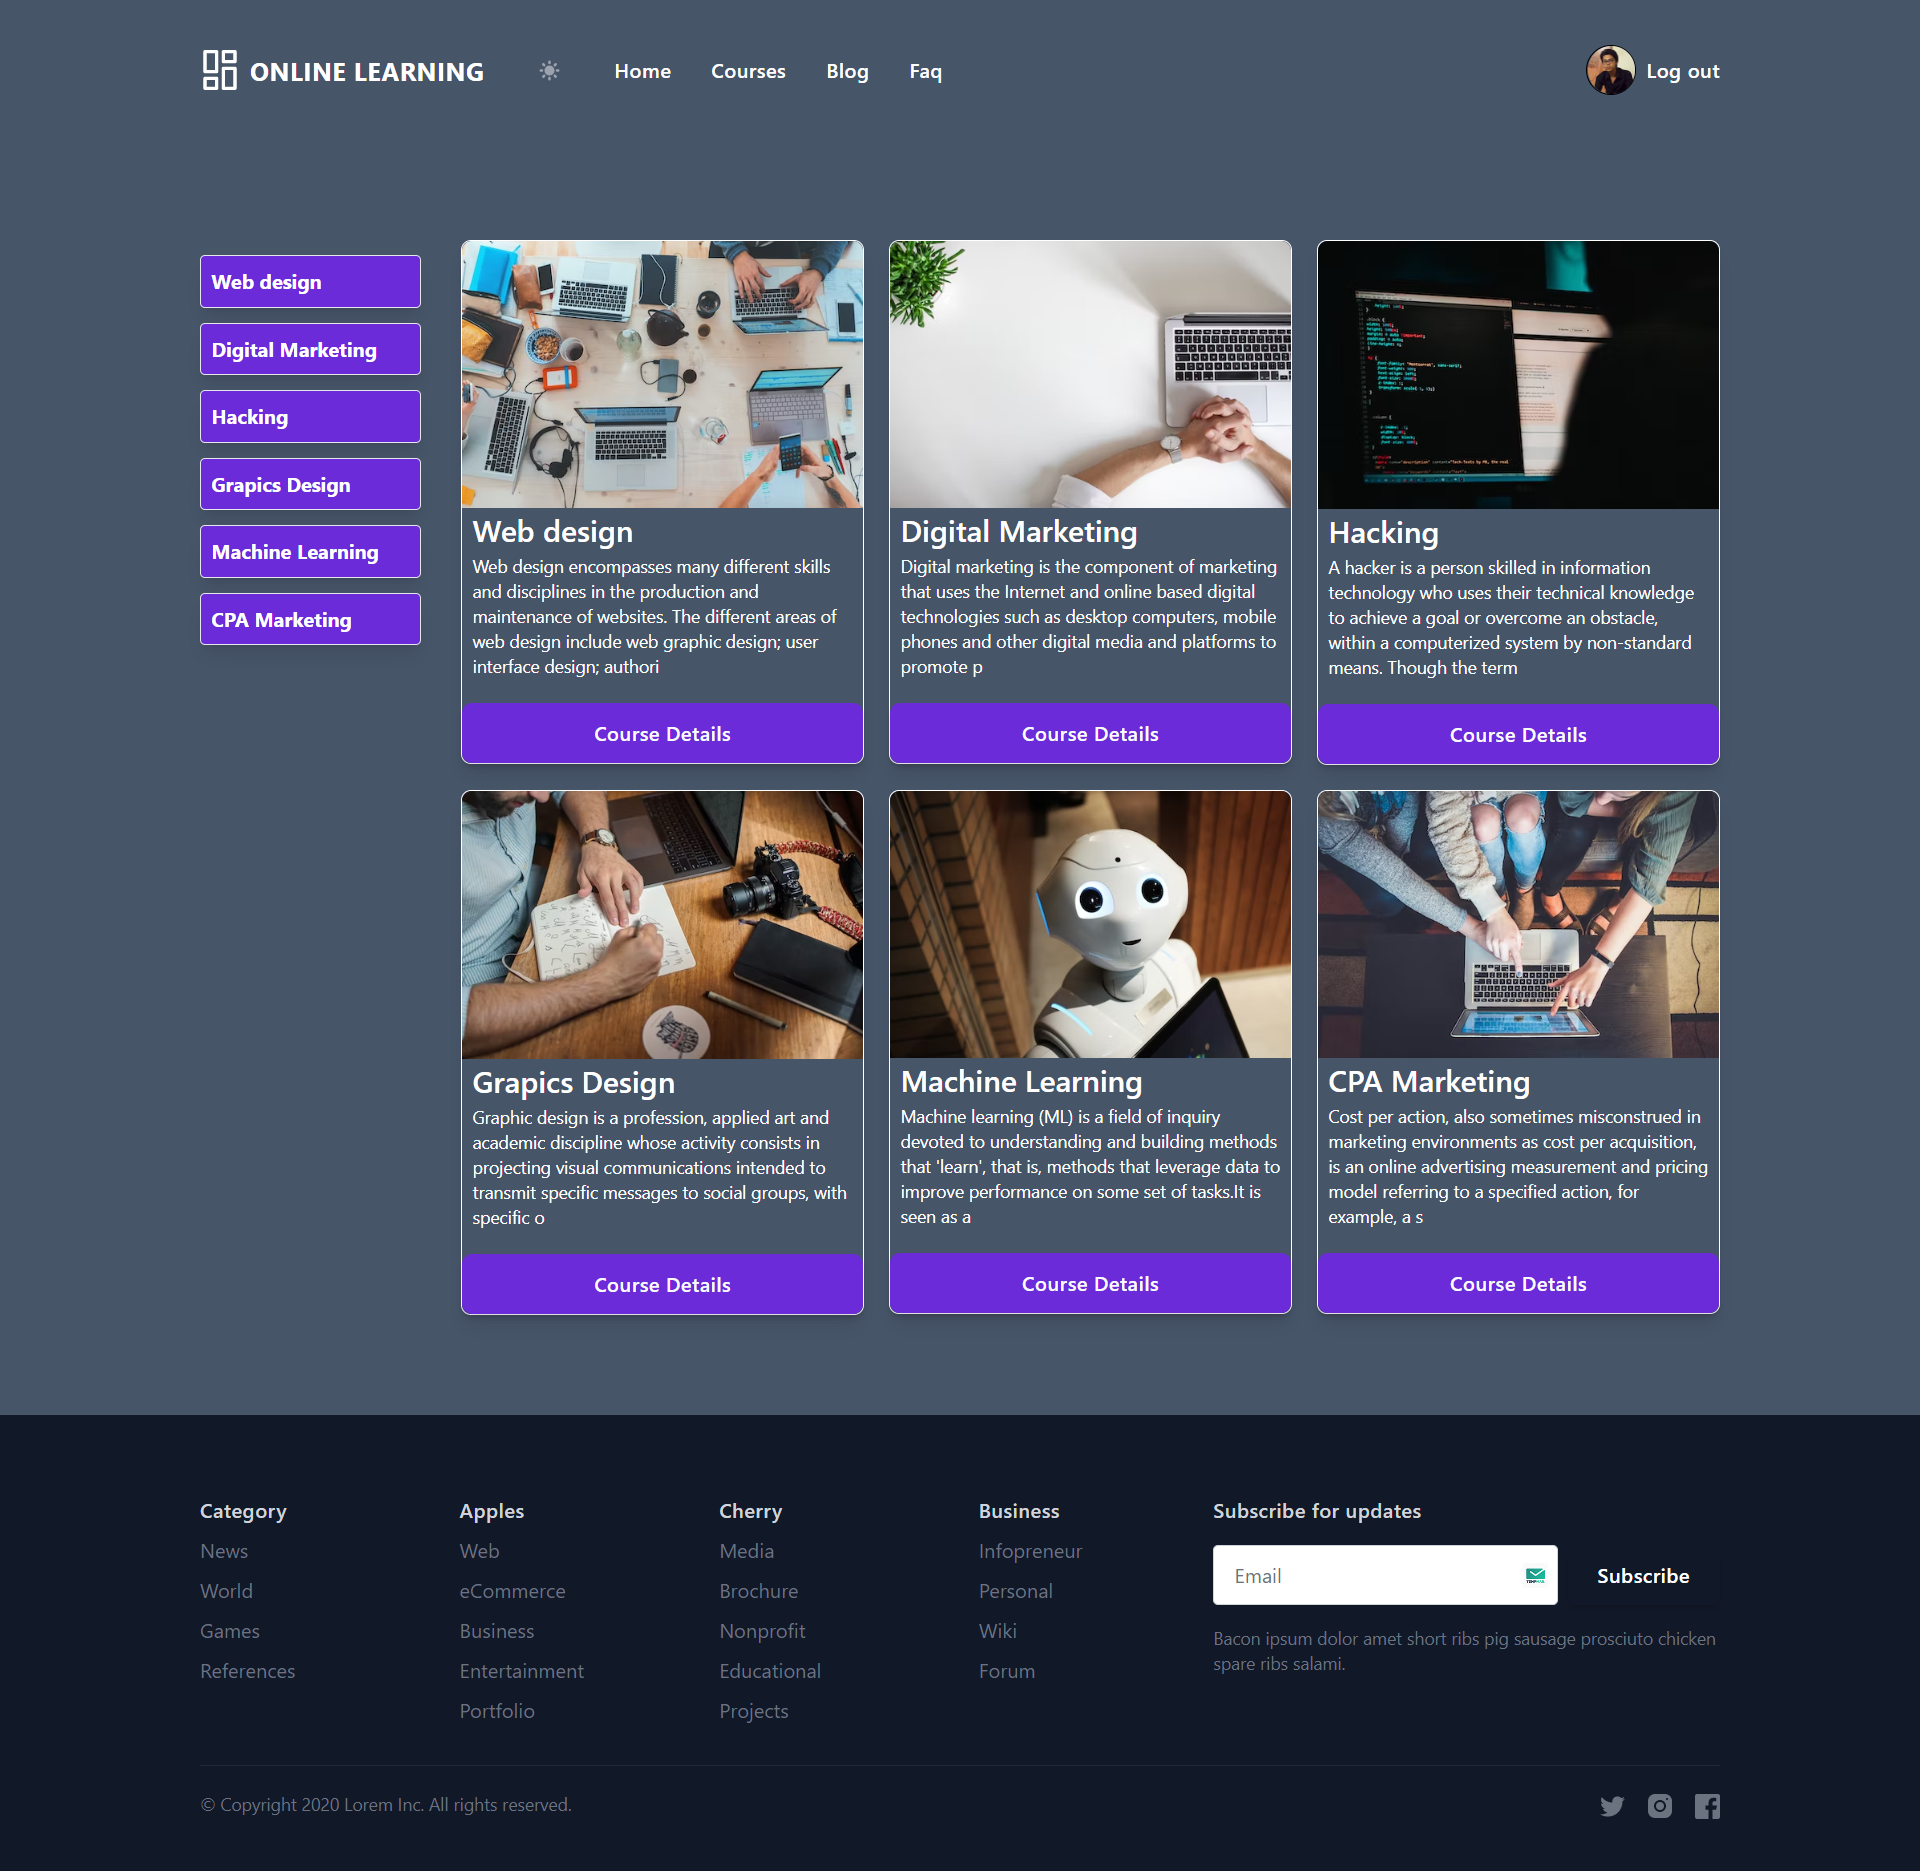 ONLINE LEARNING
Home
Courses
Blog
Faq
Log out
Web design
Digital Marketing
Hacking
Grapics Design
Machine Learning
CPA Marketing
Web design
Web design encompasses many different skills
and disciplines in the production and
maintenance of websites. The different areas of
web design include web graphic design; user
interface design; authori
Course Details
Digital Marketing
Digital marketing is the component of marketing
that uses the Internet and online based digital
technologies such as desktop computers, mobile
phones and other digital media and platforms to
promote p
Course Details
Hacking
A hacker is a person skilled in information
technology who uses their technical knowledge
to achieve a goal or overcome an obstacle,
within a computerized system by non-standard
means. Though the term
Course Details
Grapics Design
Graphic design is a profession, applied art and
academic discipline whose activity consists in
projecting visual communications intended to
transmit specific messages to social groups, with
specific o
Course Details
Machine Learning
Machine learning (ML) is a field of inquiry
devoted to understanding and building methods
that 'learn', that is, methods that leverage data to
improve performance on some set of tasks.It is
seen as a
Course Details
CPA Marketing
Cost per action, also sometimes misconstrued in
marketing environments as cost per acquisition,
is an online advertising measurement and pricing
model referring to a specified action, for
example, a s
Course Details
Category
News
World
Games
References
Apples
Web
eCommerce
Business
Entertainment
Portfolio
Cherry
Media
Brochure
Nonprofit
Educational
Projects
Business
Infopreneur
Personal
Wiki
Forum
Subscribe for updates
Email
Subscribe
Bacon ipsum dolor amet short ribs pig sausage prosciuto chicken
spare ribs salami.
© Copyright 2020 Lorem Inc. All rights reserved.